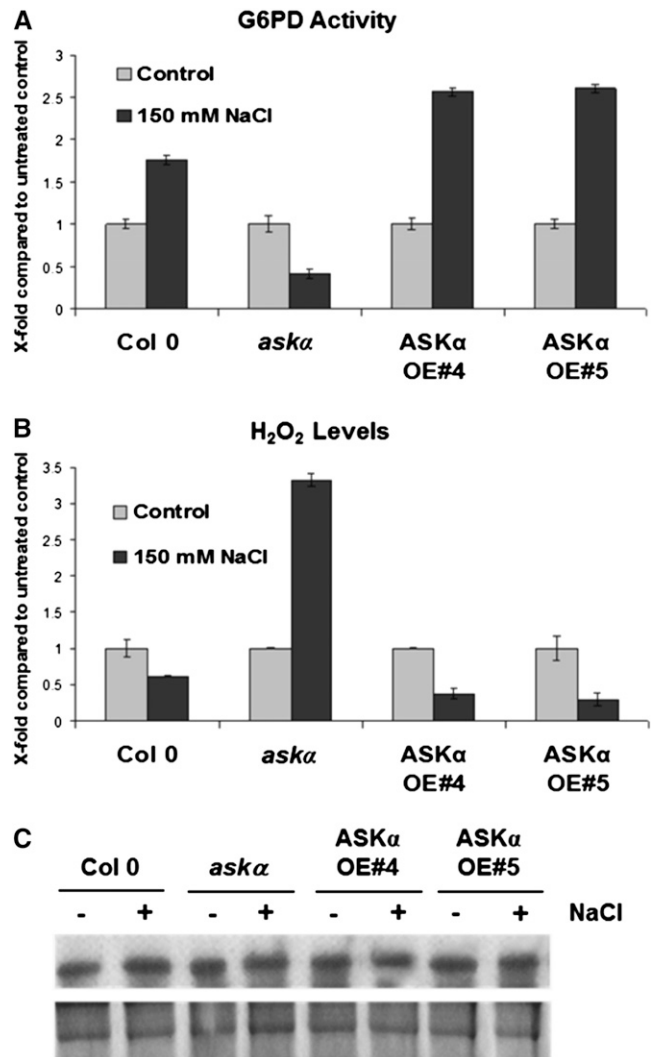 A
G6PD Activity
X-fold compared to untreated control
3
2.5
2
1.5
1
0.5
0
Control
150 mM NaCl
Col 0
askα
ASKα OE#4
ASKα OE#5
B
H₂O₂ Levels
X-fold compared to untreated control
3.5
3
2.5
2
1.5
1
0.5
0
Control
150 mM NaCl
Col 0
askα
ASKα OE#4
ASKα OE#5
C
Col 0
askα
ASKα OE#4
ASKα OE#5
- + - + - + - + NaCl